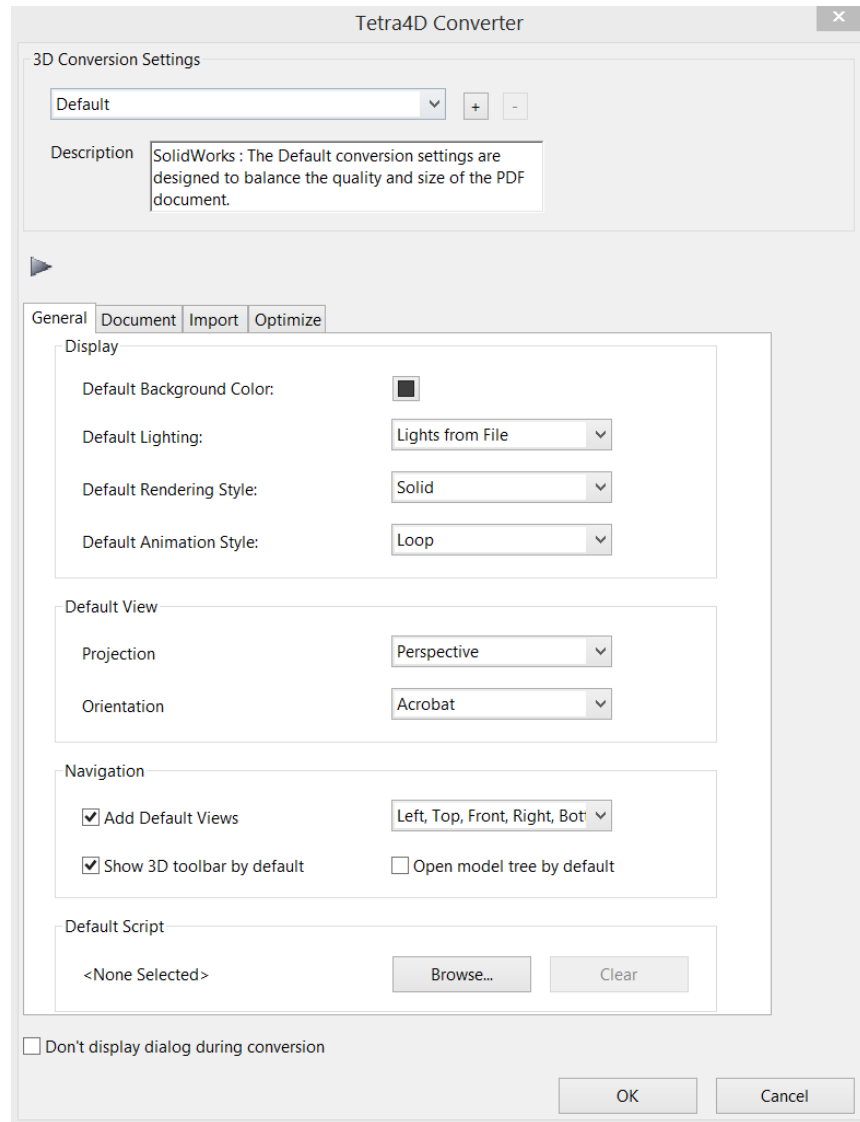 Tetra4D Converter
3D Conversion Settings
Default
+
-
Description
SolidWorks : The Default conversion settings are
designed to balance the quality and size of the PDF
document.
General Document Import Optimize
Display
Default Background Color:
Default Lighting: Lights from File
Default Rendering Style: Solid
Default Animation Style: Loop
Default View
Projection Perspective
Orientation Acrobat
Navigation
Add Default Views Left, Top, Front, Right, Bott
Show 3D toolbar by default Open model tree by default
Default Script
<None Selected> Browse... Clear
Don't display dialog during conversion
OK Cancel